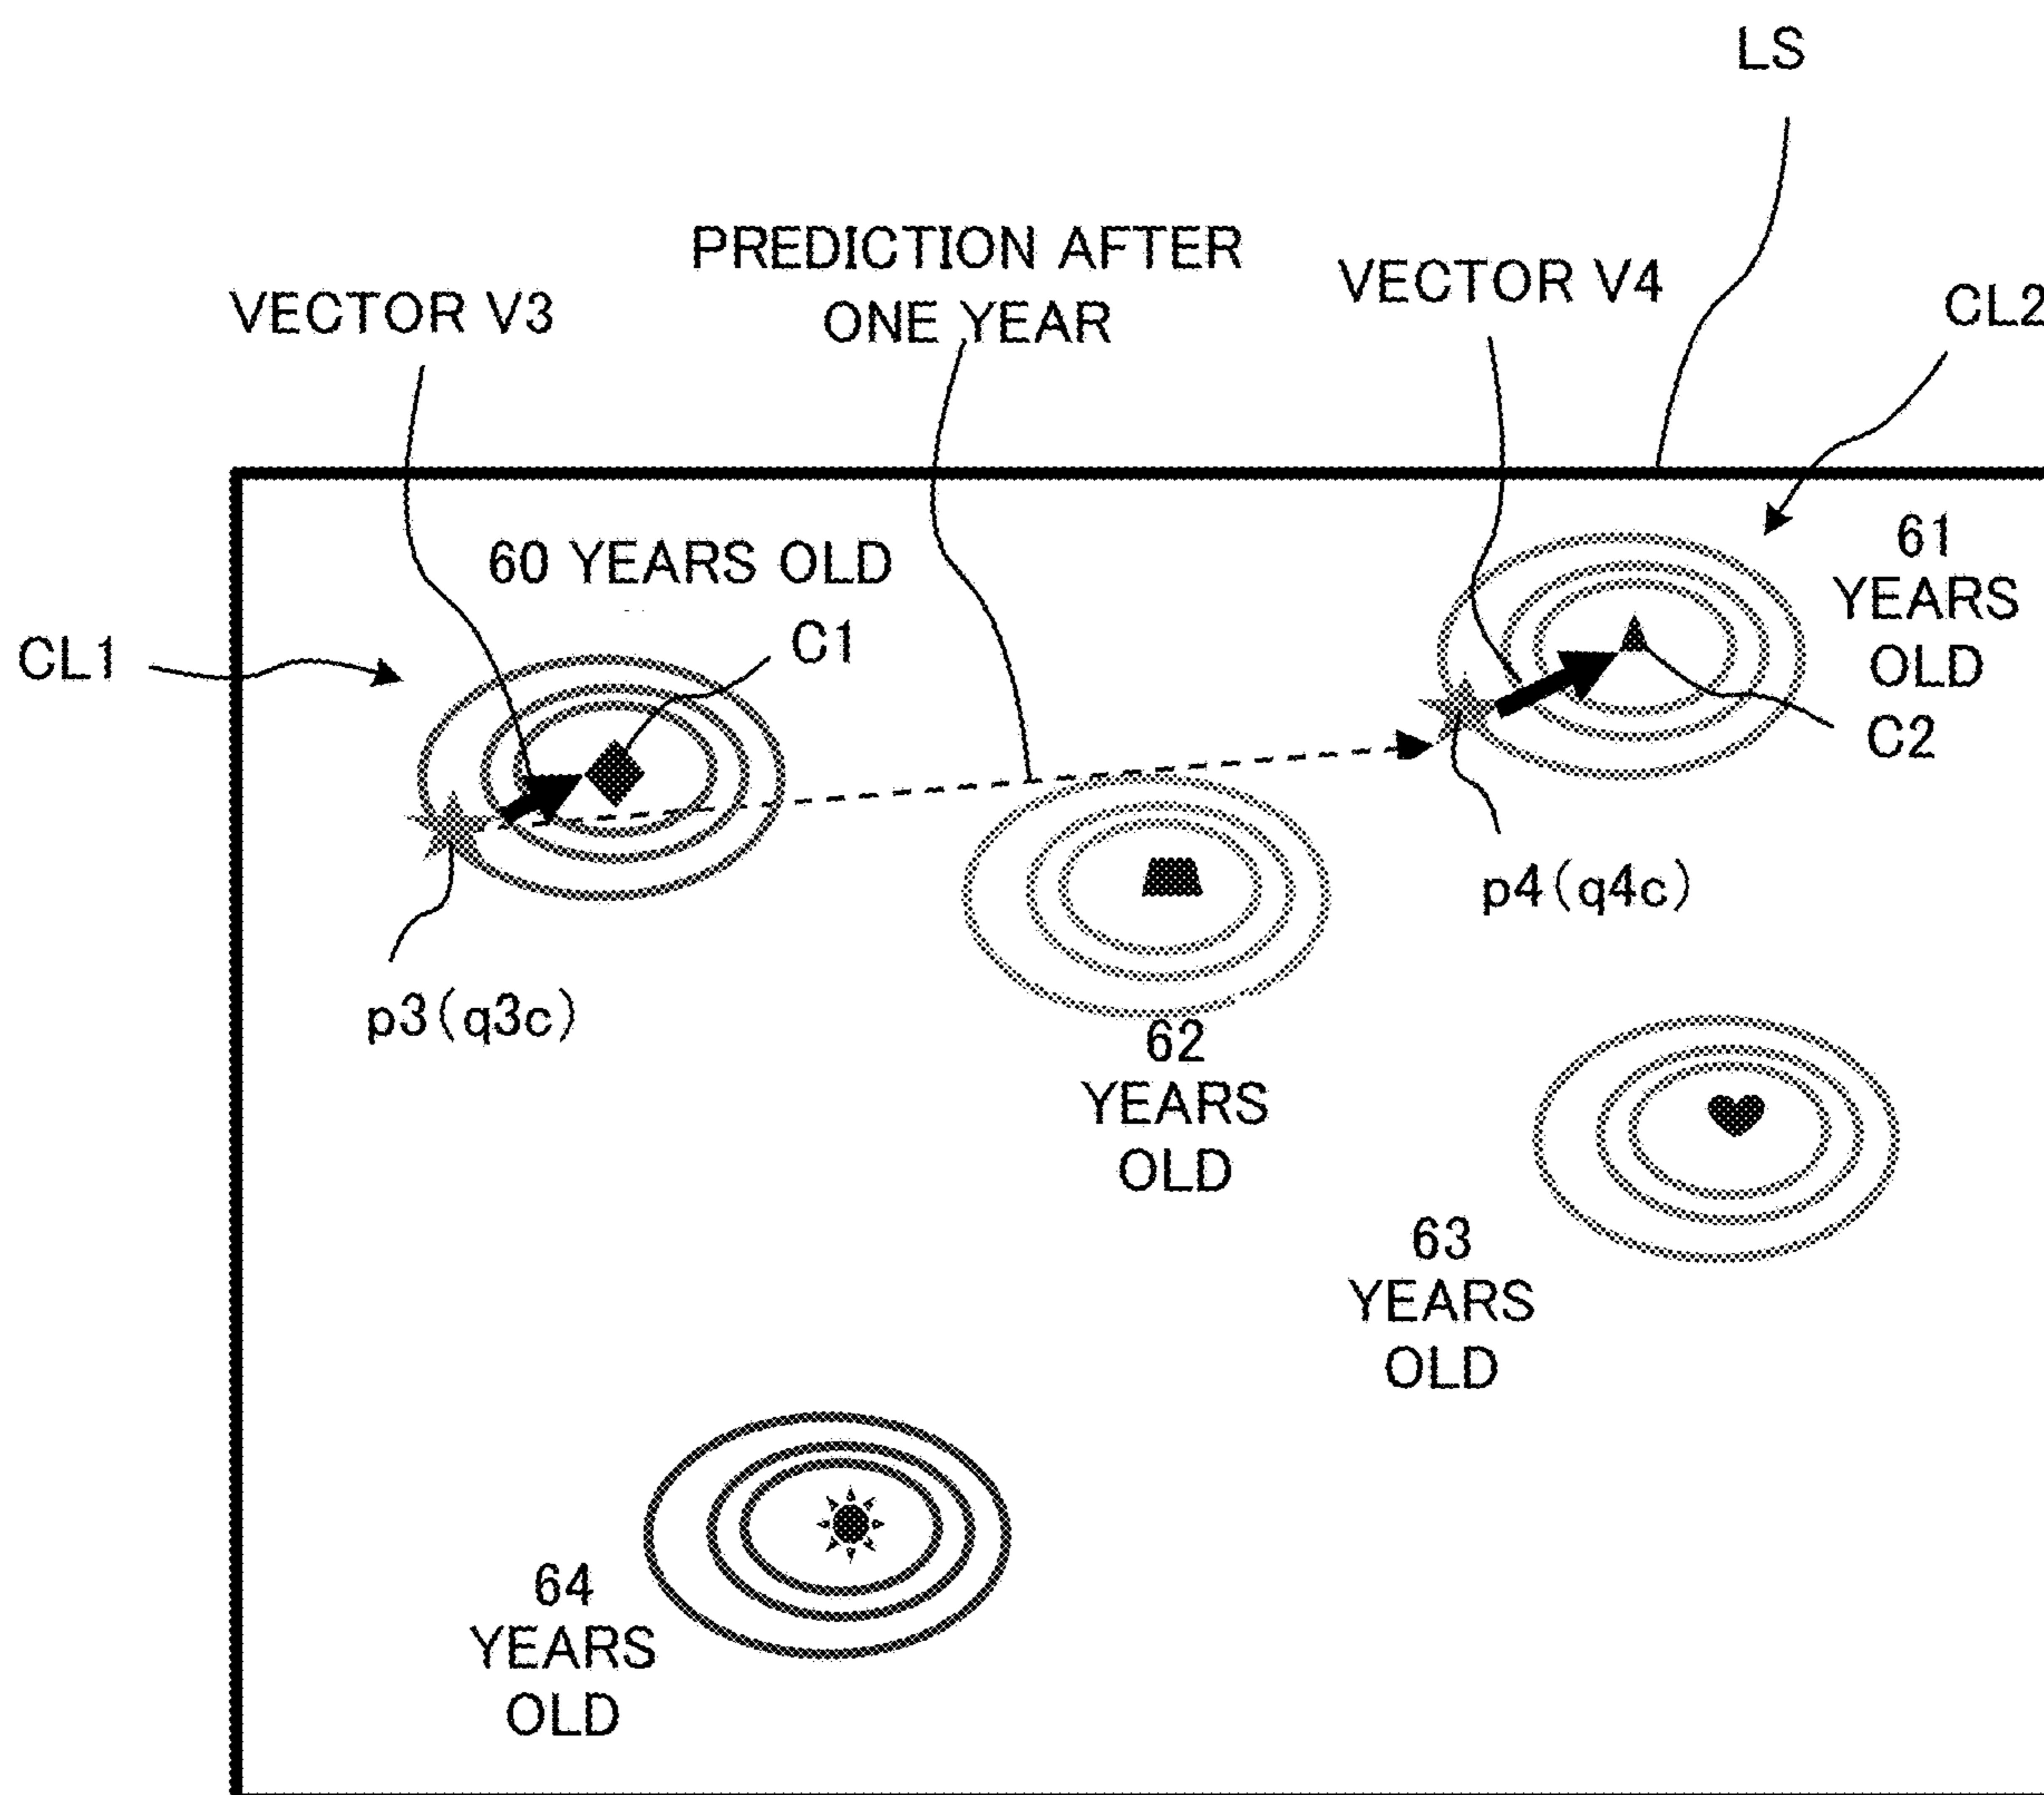 LS
PREDICTION AFTER
ONE YEAR
VECTOR V4
VECTOR V3
CL2
60 YEARS OLD
C1
CL1
61
YEARS
OLD
C2
p4(q4c)
p3(q3c)
62
YEARS
OLD
63
YEARS
OLD
64
YEARS
OLD